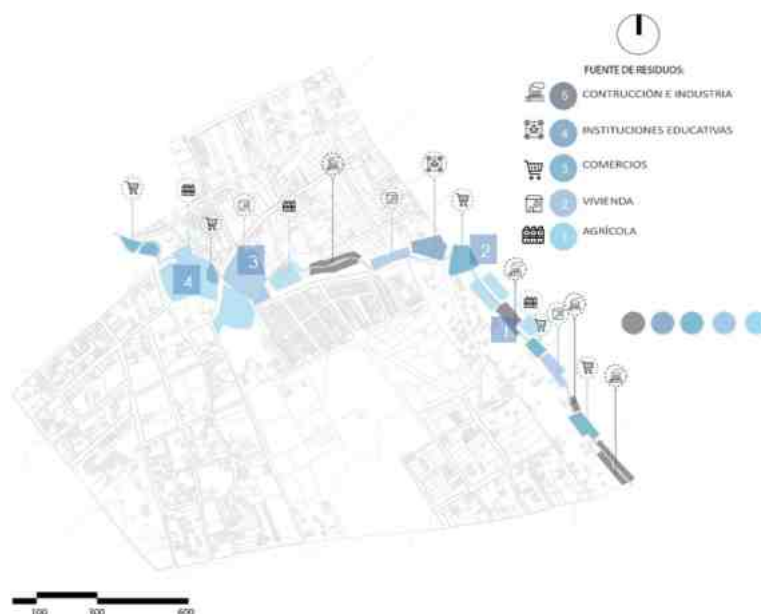 FUENTE DE RESIDUOS:
5 CONTRUCCIÓN E INDUSTRIA
4 INSTITUCIONES EDUCATIVAS
3 COMERCIOS
2 VIVIENDA
1 AGRÍCOLA
2
3
4
1
100 300 600